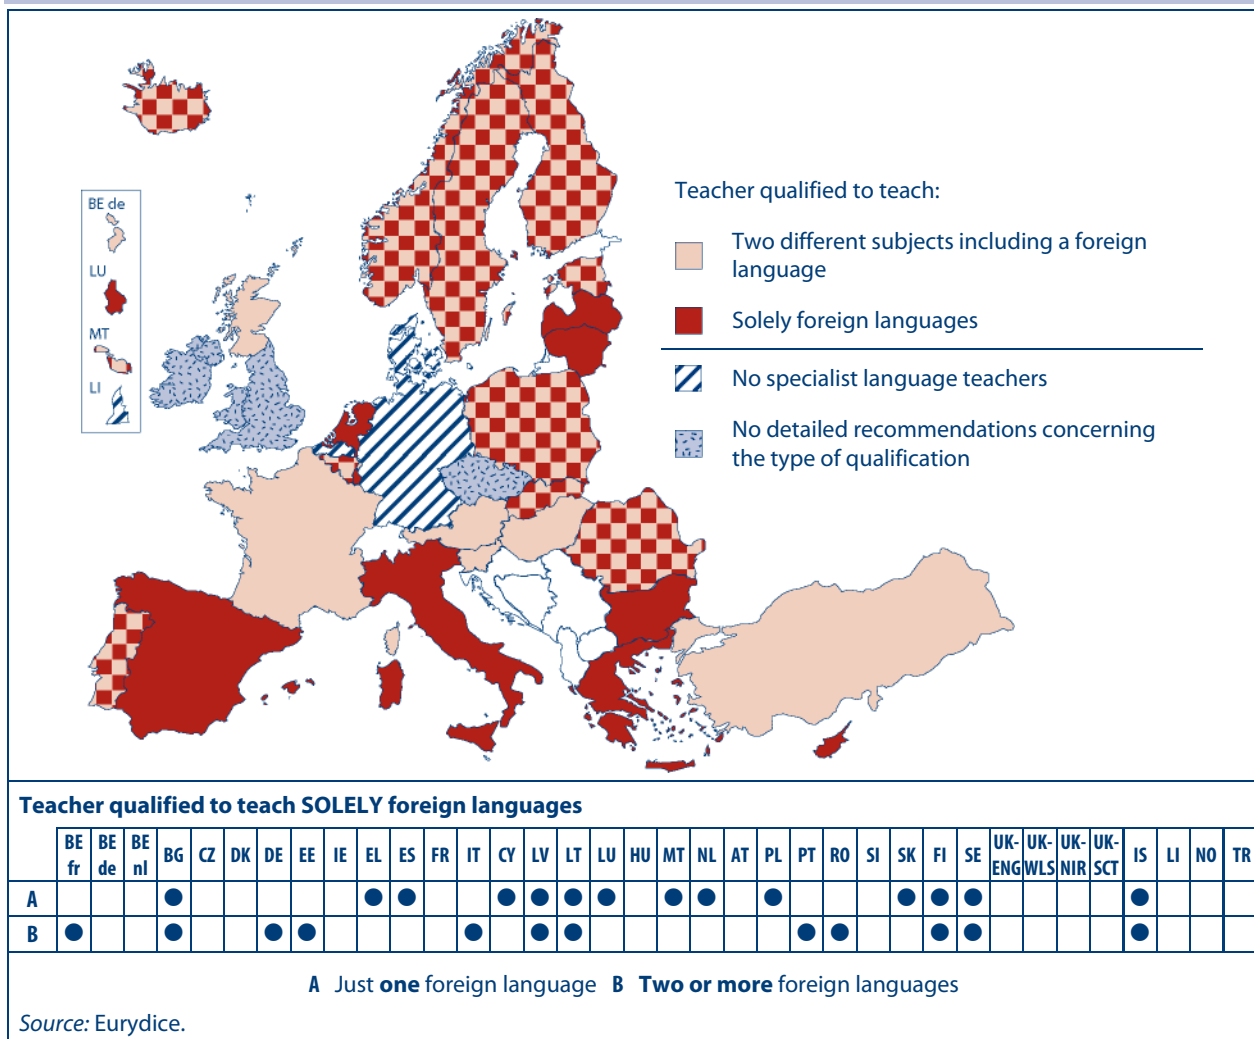 BE de
LU
MT
LI
Teacher qualified to teach:
Two different subjects including a foreign
language
Solely foreign languages
No specialist language teachers
No detailed recommendations concerning
the type of qualification
Teacher qualified to teach SOLELY foreign languages
BE fr BE de BE nl BG CZ DK DE EE IE EL ES FR IT CY LV LT LU HU MT NL AT PL PT RO SI SK FI SE UK-ENG UK-WLS UK-NIR UK-SCT IS LI NO TR
A
B
A Just one foreign language B Two or more foreign languages
Source: Eurydice.